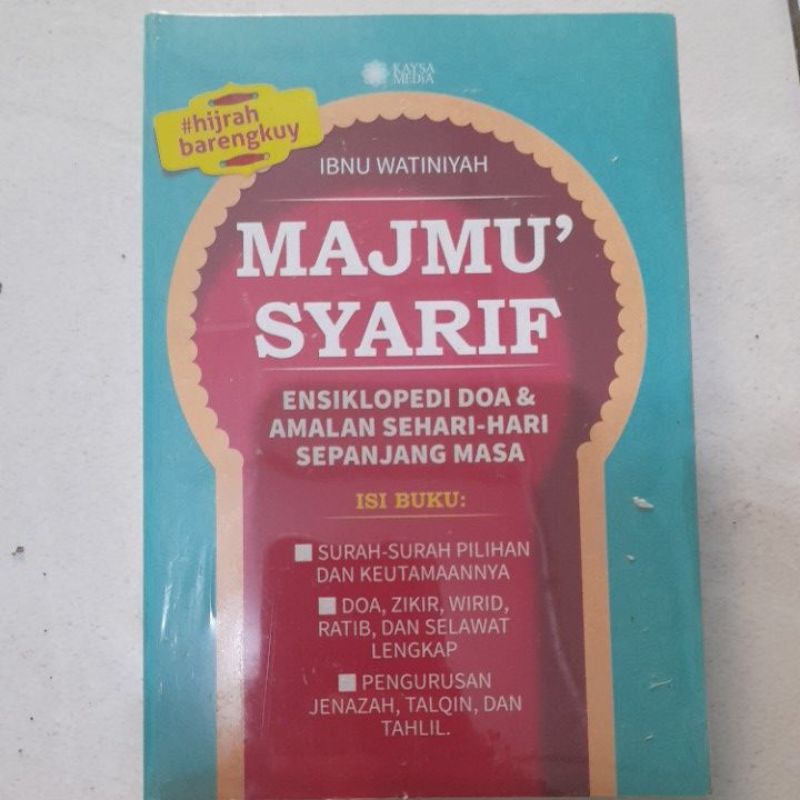 KAYSA
MEDIA
#hijrah
barengkuy
IBNU WATINIYAH
MAJMU'
SYARIF
ENSIKLOPEDI DOA &
AMALAN SEHARI-HARI
SEPANJANG MASA
ISI BUKU:
SURAH-SURAH PILIHAN
DAN KEUTAMAANNYA
DOA, ZIKIR, WIRID,
RATIB, DAN SELAWAT
LENGKAP
PENGURUSAN
JENAZAH, TALQIN, DAN
TAHLIL.